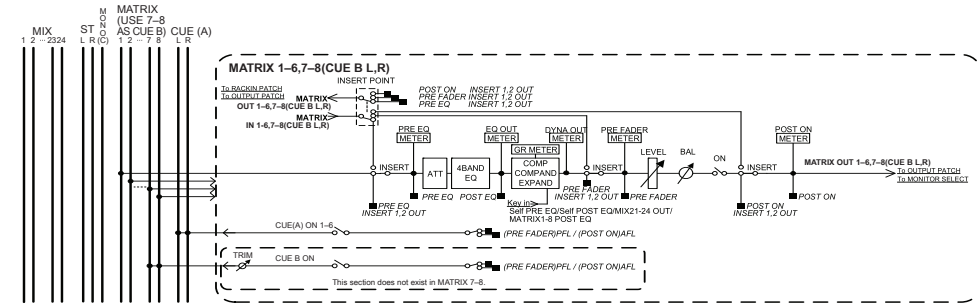 MATRIX
(USE 7–8
AS CUE B)
MONO(C)
MIX
ST
CUE (A)
1 2 ··· 2324
L R
1 2 ··· 7 8
L R
MATRIX 1–6,7–8(CUE B L,R)
INSERT POINT
To RACKIN PATCH
To OUTPUT PATCH
MATRIX
OUT 1–6,7–8(CUE B L,R)
MATRIX
IN 1-6,7–8(CUE B L,R)
POST ON INSERT 1,2 OUT
PRE FADER INSERT 1,2 OUT
PRE EQ INSERT 1,2 OUT
PRE EQ
METER
EQ OUT
METER
DYNA OUT
METER
PRE FADER
METER
POST ON
METER
GR METER
INSERT
ATT
4BAND
EQ
COMP
COMPAND
EXPAND
INSERT
LEVEL
BAL
ON
INSERT
MATRIX OUT 1–6,7–8(CUE B L,R)
To OUTPUT PATCH
To MONITOR SELECT
PRE EQ
POST EQ
PRE FADER
INSERT 1,2 OUT
PRE FADER
POST ON
PRE EQ
INSERT 1,2 OUT
Key in
POST ON
INSERT 1,2 OUT
Self PRE EQ/Self POST EQ/MIX21-24 OUT/
MATRIX1-8 POST EQ
CUE(A) ON 1–6
(PRE FADER)PFL / (POST ON)AFL
TRIM
CUE B ON
(PRE FADER)PFL / (POST ON)AFL
This section does not exist in MATRIX 7–8.